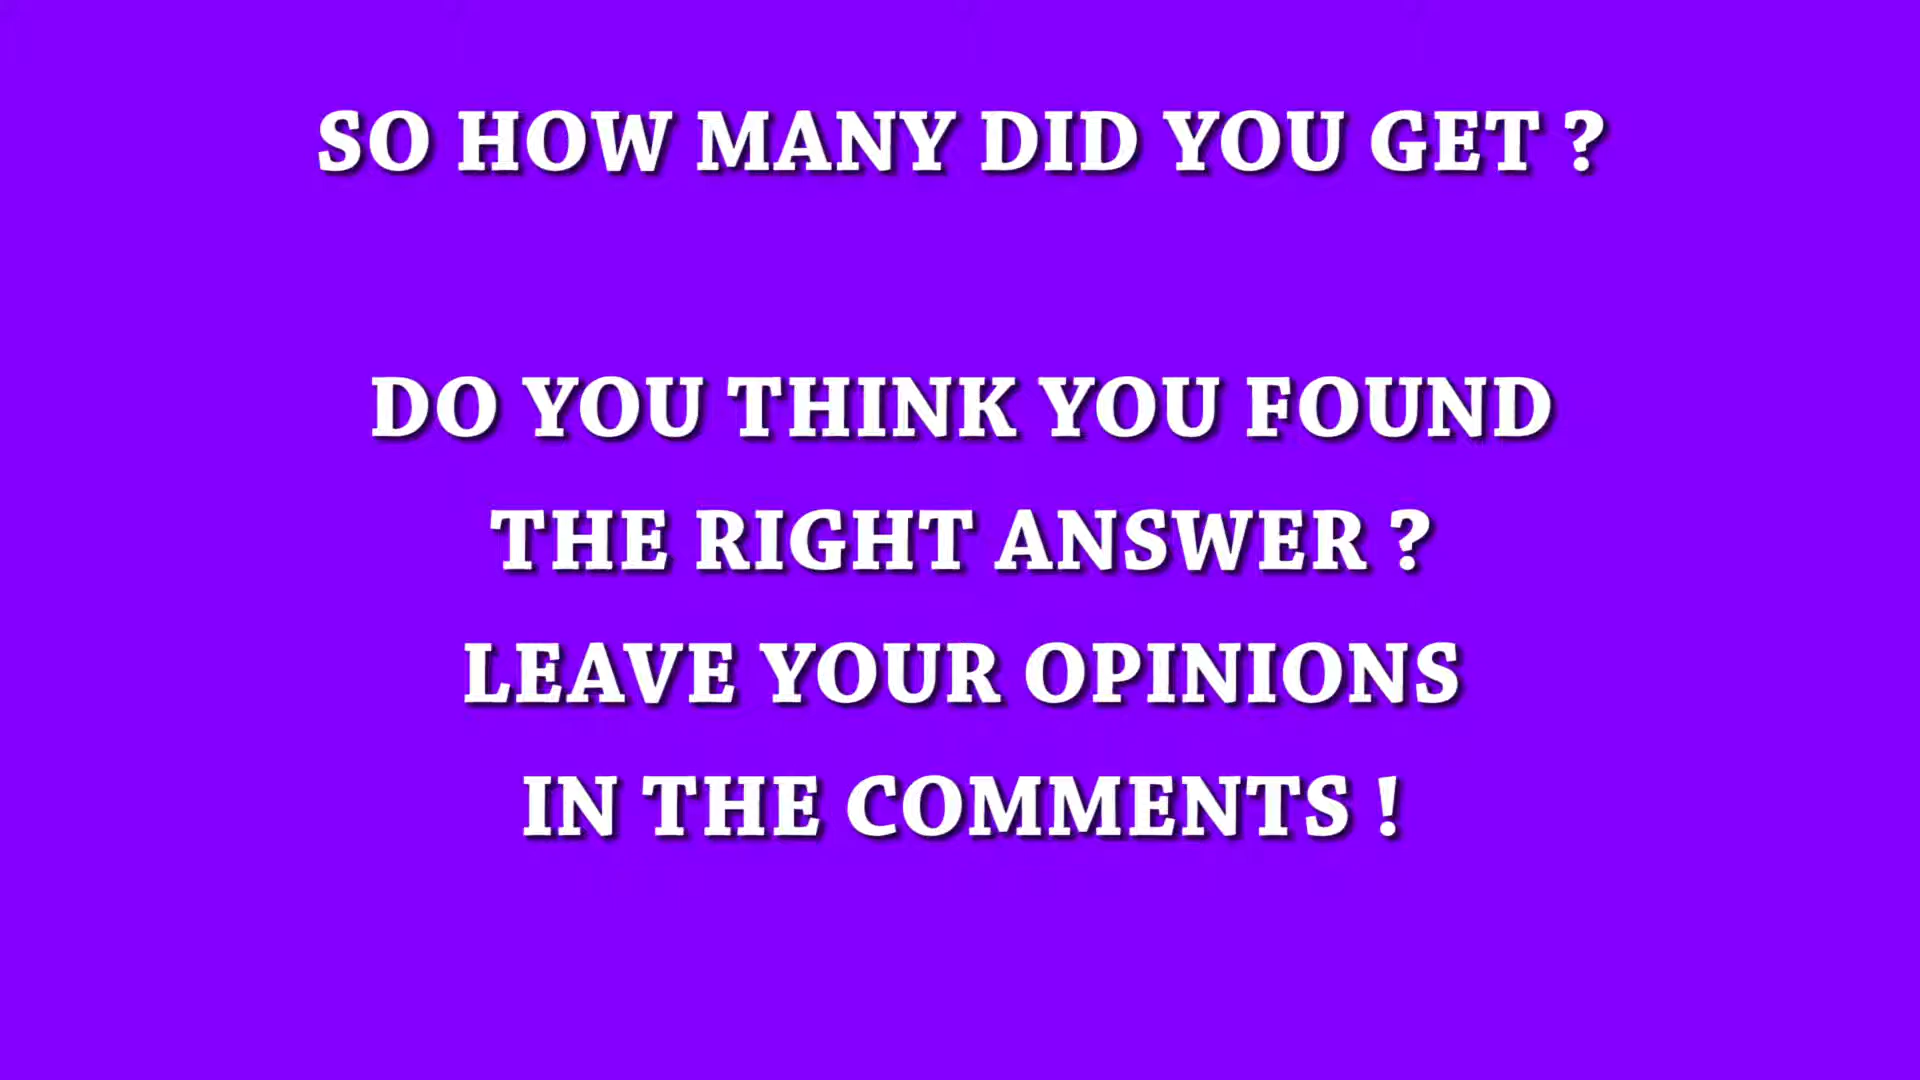 SO HOW MANY DID YOU GET ?
DO YOU THINK YOU FOUND
THE RIGHT ANSWER ?
LEAVE YOUR OPINIONS
IN THE COMMENTS !